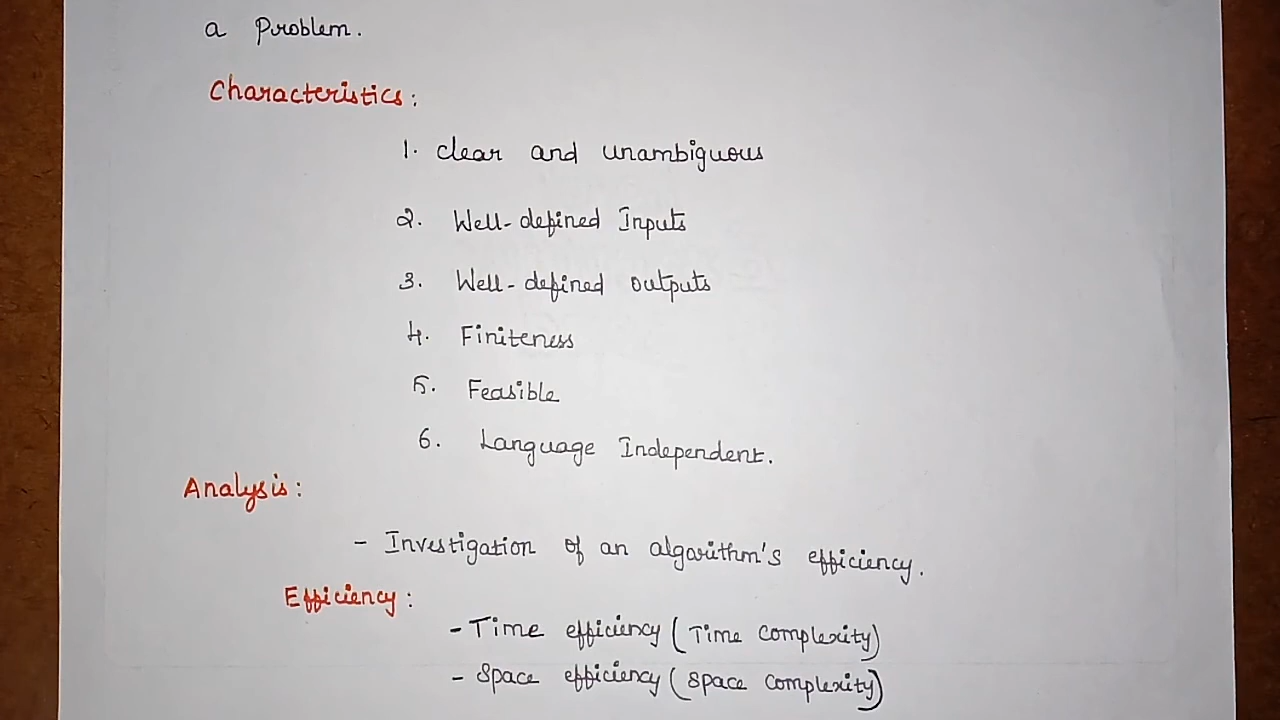 a Problem.
Characteristics:
1. clear and unambiguous
2. Well-defined Inputs
3. Well-defined outputs
4. Finiteness
5. Feasible
6. Language Independent.
Analysis:
- Investigation of an algorithm's efficiency.
Efficiency:
- Time efficiency (Time complexity)
- Space efficiency (Space complexity)